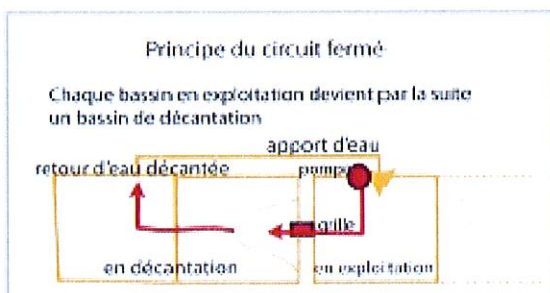 Principe du circuit fermé
Chaque bassin en exploitation devient par la suite
un bassin de décantation
apport d'eau
retour d'eau décantée
pompe
grille
en décantation
en exploitation